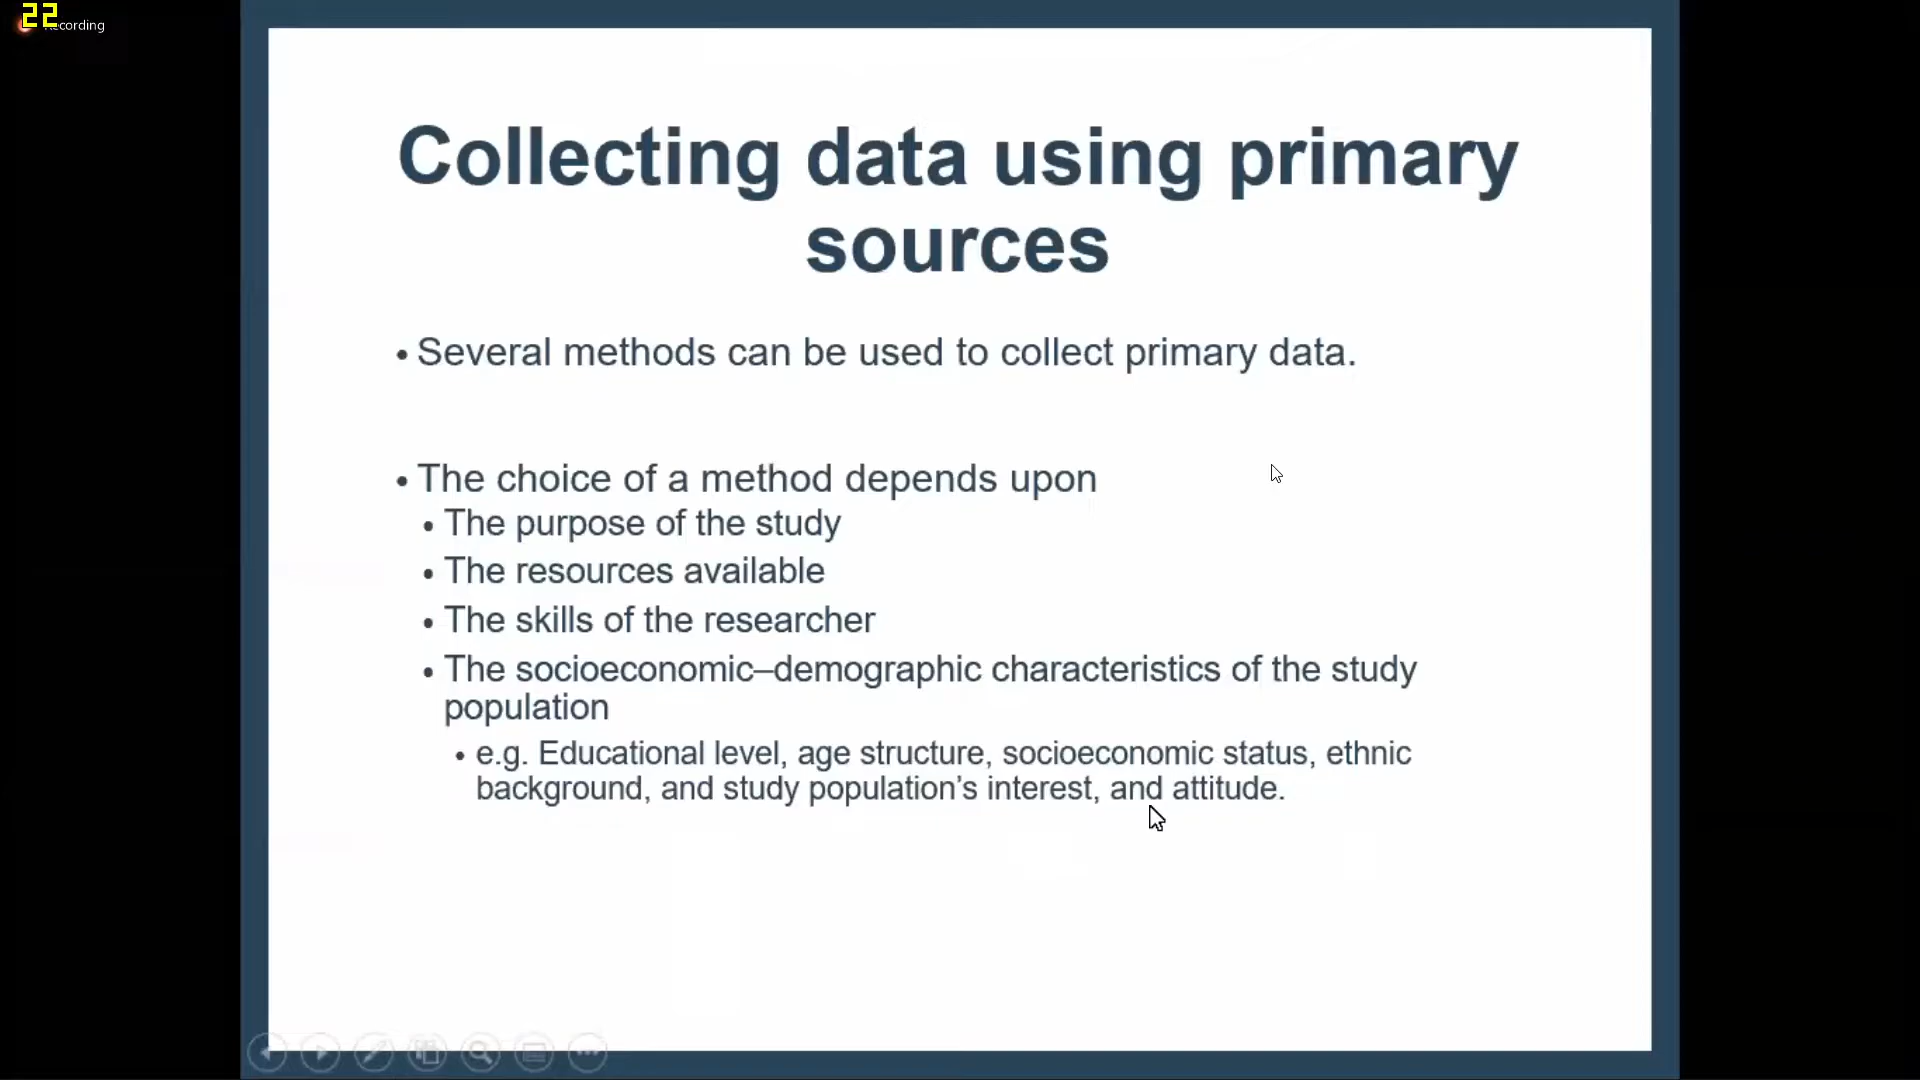 22
Recording
Collecting data using primary
sources
• Several methods can be used to collect primary data.
• The choice of a method depends upon
• The purpose of the study
• The resources available
• The skills of the researcher
• The socioeconomic–demographic characteristics of the study
population
• e.g. Educational level, age structure, socioeconomic status, ethnic
background, and study population's interest, and attitude.